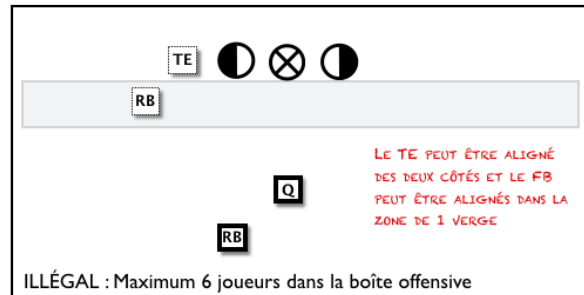 TE
RB
LE TE PEUT ÊTRE ALIGNÉ
DES DEUX CÔTÉS ET LE FB
PEUT ÊTRE ALIGNÉS DANS LA
ZONE DE 1 VERGE
Q
RB
ILLÉGAL : Maximum 6 joueurs dans la boîte offensive